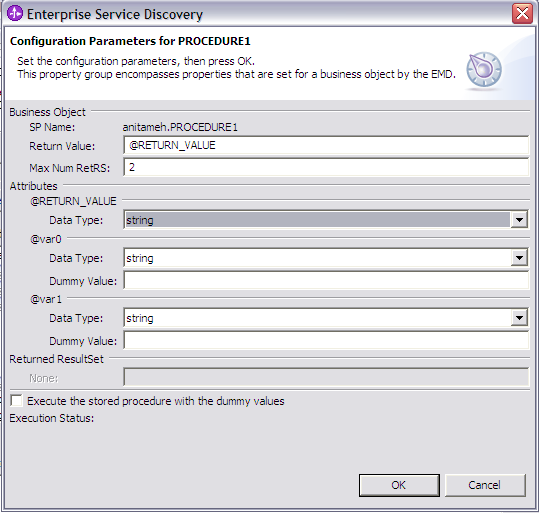 Enterprise Service Discovery
Configuration Parameters for PROCEDURE1
Set the configuration parameters, then press OK.
This property group encompasses properties that are set for a business object by the EMD.
Business Object
SP Name: anitameh.PROCEDURE1
Return Value: @RETURN_VALUE
Max Num RetRS: 2
Attributes
@RETURN_VALUE
Data Type: string
@var0
Data Type: string
Dummy Value:
@var1
Data Type: string
Dummy Value:
Returned ResultSet
None:
Execute the stored procedure with the dummy values
Execution Status:
OK Cancel